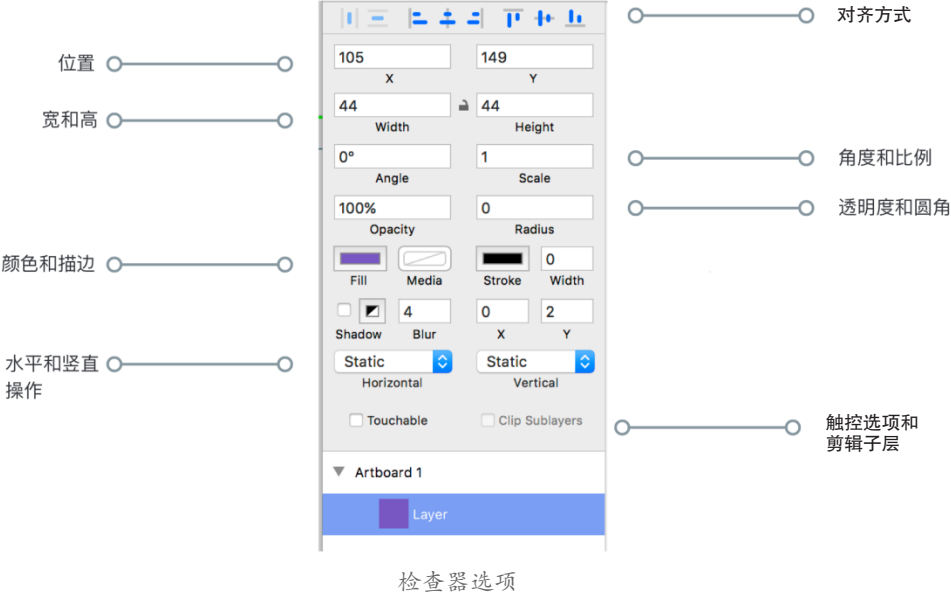 对齐方式
105 149
位置
X Y
44 44
宽和高
Width Height
0° 1
角度和比例
Angle Scale
100% 0
透明度和圆角
Opacity Radius
颜色和描边
0
Fill Media Stroke Width
4 0 2
Shadow Blur X Y
水平和竖直
操作
Static Static
Horizontal Vertical
Touchable Clip Sublayers
触控选项和
剪辑子层
Artboard 1
Layer
检查器选项